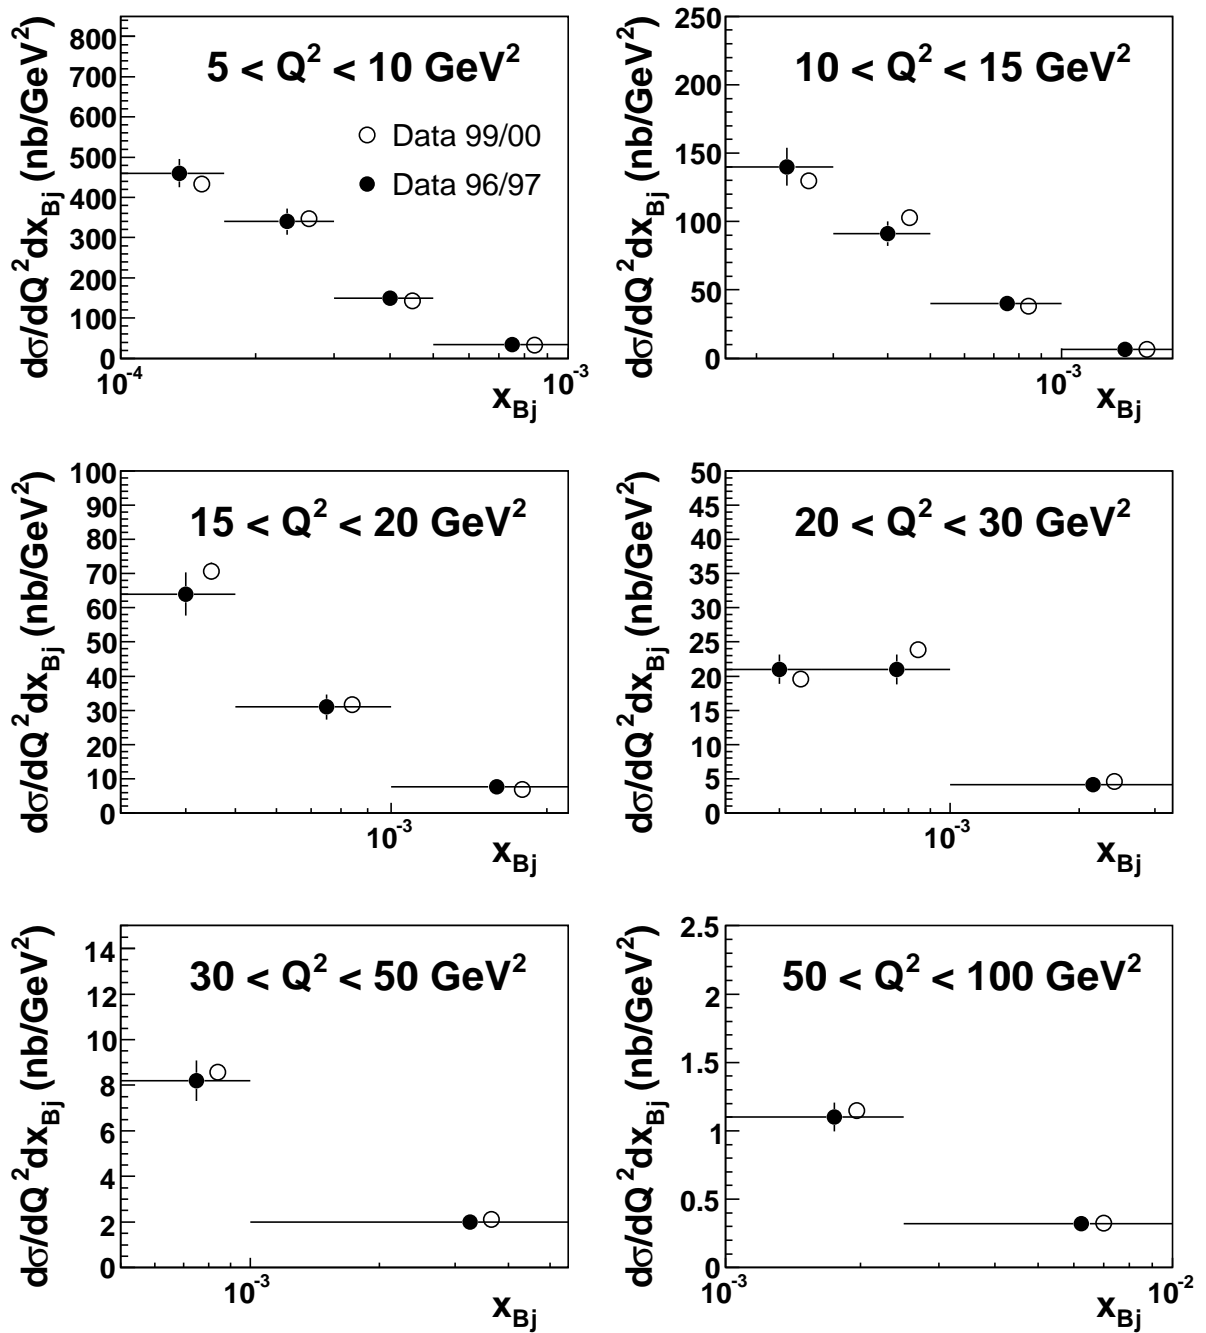 dσ/dQ²dx_Bj (nb/GeV²)
800
700
600
500
400
300
200
100
0
5 < Q² < 10 GeV²
Data 99/00
Data 96/97
10⁻⁴
10⁻³
x_Bj
dσ/dQ²dx_Bj (nb/GeV²)
250
200
150
100
50
0
10 < Q² < 15 GeV²
10⁻³
x_Bj
dσ/dQ²dx_Bj (nb/GeV²)
100
90
80
70
60
50
40
30
20
10
0
15 < Q² < 20 GeV²
10⁻³
x_Bj
dσ/dQ²dx_Bj (nb/GeV²)
50
45
40
35
30
25
20
15
10
5
0
20 < Q² < 30 GeV²
10⁻³
x_Bj
dσ/dQ²dx_Bj (nb/GeV²)
14
12
10
8
6
4
2
0
30 < Q² < 50 GeV²
10⁻³
x_Bj
dσ/dQ²dx_Bj (nb/GeV²)
2.5
2
1.5
1
0.5
0
50 < Q² < 100 GeV²
10⁻³
10⁻²
x_Bj